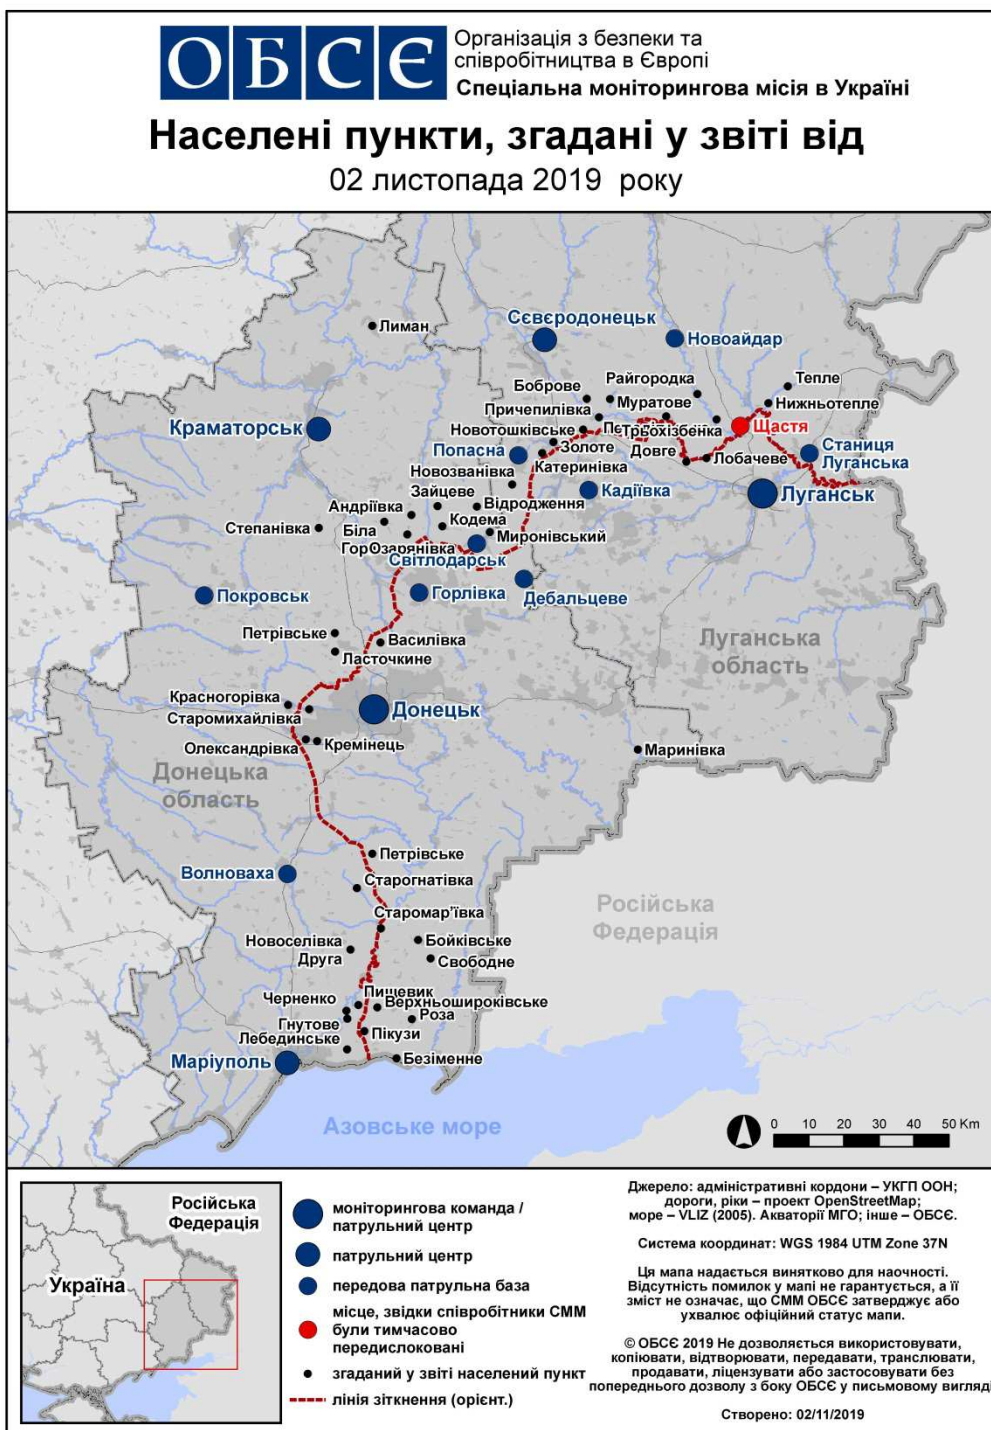 ОБСЄ
Організація з безпеки та
співробітництва в Європі
Спеціальна моніторингова місія в Україні
Населені пункти, згадані у звіті від
02 листопада 2019 року
Лиман
Сєвєродонецьк
Новоайдар
Боброве
Райгородка
Тепле
Муратове
Нижньотепле
Причепилівка
Краматорськ
Новотошківське
Трьохізбенка
Щастя
Золоте
Попасна
Довге
Лобачеве
Станиця
Луганська
Катеринівка
Новозванівка
Зайцеве
Кадіївка
Луганськ
Андріївка
Відродження
Степанівка
Біла
Кодема
Миронівський
Гор
Озарянівка
Світлодарськ
Покровськ
Горлівка
Дебальцеве
Петрівське
Василівка
Луганська
область
Ласточкине
Красногорівка
Старомихайлівка
Донецьк
Олександрівка
Кремінець
Маринівка
Донецька
область
Петрівське
Волноваха
Старогнатівка
Російська
Федерація
Старомар'ївка
Новоселівка
Друга
Бойківське
Свободне
Пищевик
Черненко
Верхньошироківське
Гнутове
Роза
Лебединське
Пікузи
Маріуполь
Безіменне
Азовське море
0 10 20 30 40 50 Km
Російська
Федерація
Україна
моніторингова команда /
патрульний центр
патрульний центр
передова патрульна база
місце, звідки співробітники СММ
були тимчасово
передислоковані
згаданий у звіті населений пункт
лінія зіткнення (орієнт.)
Джерело: адміністративні кордони – УКГП ООН;
дороги, ріки – проект OpenStreetMap;
море – VLIZ (2005). Акваторії МГО; інше – ОБСЄ.
Система координат: WGS 1984 UTM Zone 37N
Ця мапа надається винятково для наочності.
Відсутність помилок у мапі не гарантується, а її
зміст не означає, що СММ ОБСЄ затверджує або
ухвалює офіційний статус мапи.
© ОБСЄ 2019 Не дозволяється використовувати,
копіювати, відтворювати, передавати, транслювати,
продавати, ліцензувати або застосовувати без
попереднього дозволу з боку ОБСЄ у письмовому вигляді
Створено: 02/11/2019